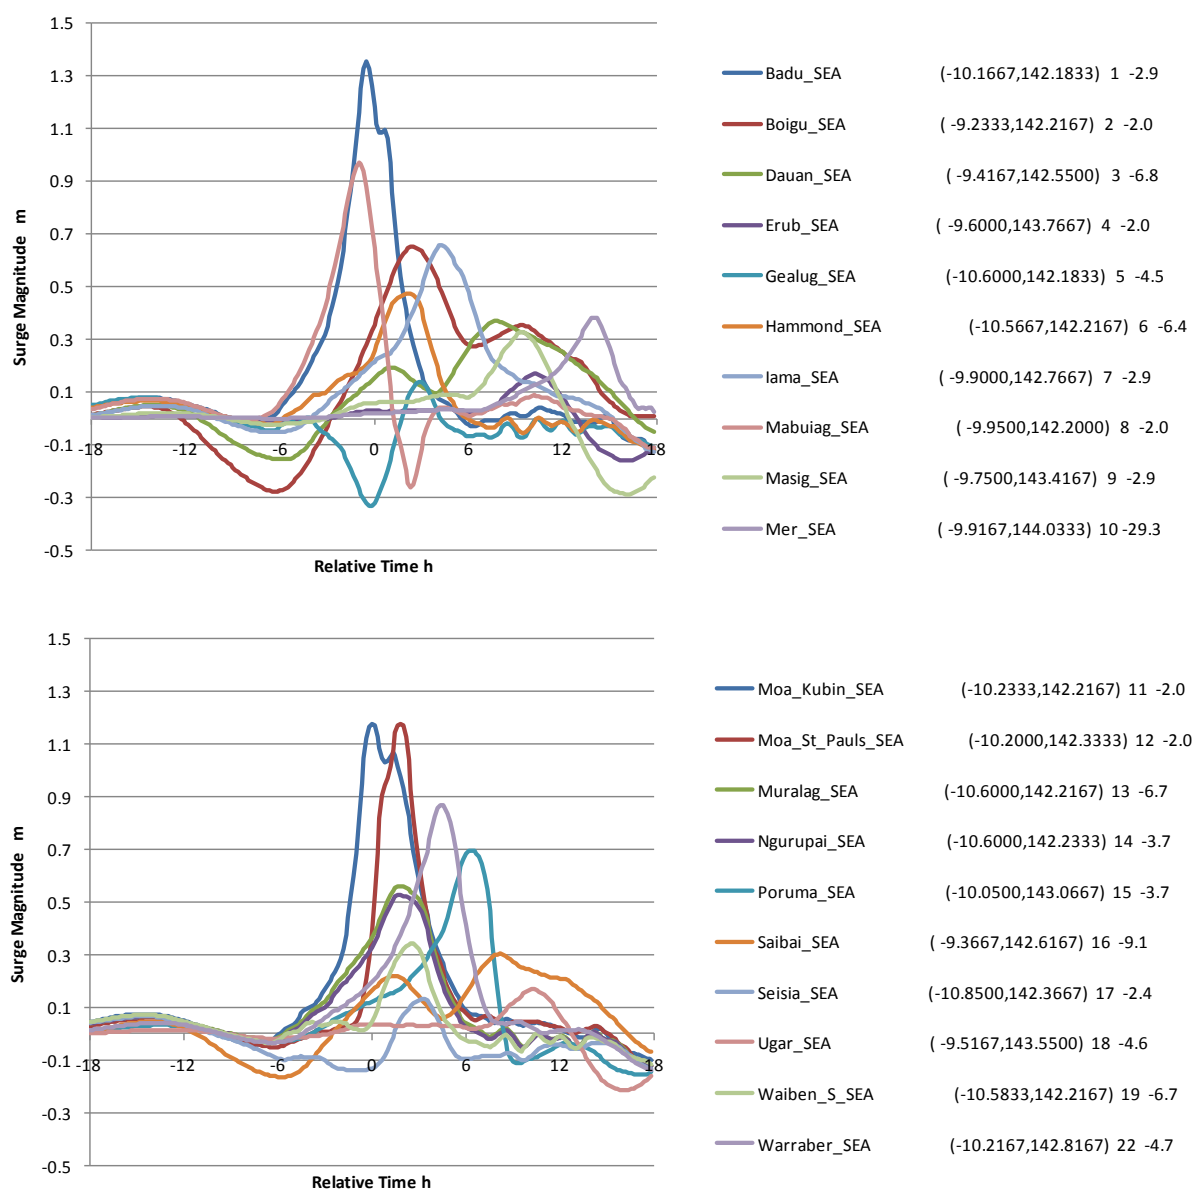 1.5
1.3
1.1
0.9
0.7
0.5
0.3
0.1
-0.1
-0.3
-0.5
-18
-12
-6
0
6
12
18
Surge Magnitude m
Relative Time h
Badu_SEA (-10.1667,142.1833) 1 -2.9
Boigu_SEA ( -9.2333,142.2167) 2 -2.0
Dauan_SEA ( -9.4167,142.5500) 3 -6.8
Erub_SEA ( -9.6000,143.7667) 4 -2.0
Gealug_SEA (-10.6000,142.1833) 5 -4.5
Hammond_SEA (-10.5667,142.2167) 6 -6.4
Iama_SEA ( -9.9000,142.7667) 7 -2.9
Mabuiag_SEA ( -9.9500,142.2000) 8 -2.0
Masig_SEA ( -9.7500,143.4167) 9 -2.9
Mer_SEA ( -9.9167,144.0333) 10 -29.3
1.5
1.3
1.1
0.9
0.7
0.5
0.3
0.1
-0.1
-0.3
-0.5
-18
-12
-6
0
6
12
18
Surge Magnitude m
Relative Time h
Moa_Kubin_SEA (-10.2333,142.2167) 11 -2.0
Moa_St_Pauls_SEA (-10.2000,142.3333) 12 -2.0
Muralag_SEA (-10.6000,142.2167) 13 -6.7
Ngurupai_SEA (-10.6000,142.2333) 14 -3.7
Poruma_SEA (-10.0500,143.0667) 15 -3.7
Saibai_SEA ( -9.3667,142.6167) 16 -9.1
Seisia_SEA (-10.8500,142.3667) 17 -2.4
Ugar_SEA ( -9.5167,143.5500) 18 -4.6
Waiben_S_SEA (-10.5833,142.2167) 19 -6.7
Warraber_SEA (-10.2167,142.8167) 22 -4.7